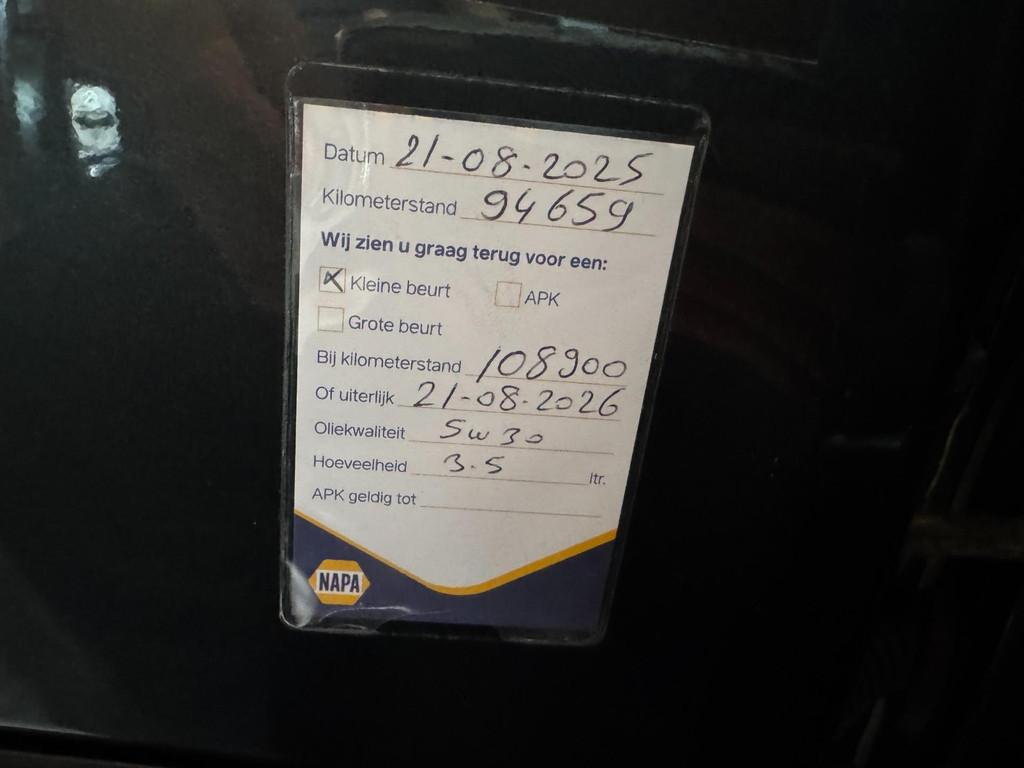 Datum 21-08-2025
Kilometerstand 94659
Wij zien u graag terug voor een:
Kleine beurt APK
Grote beurt
Bij kilometerstand 108900
Of uiterlijk 21-08-2026
Oliekwaliteit 5w30
Hoeveelheid 3.5 ltr.
APK geldig tot
NAPA